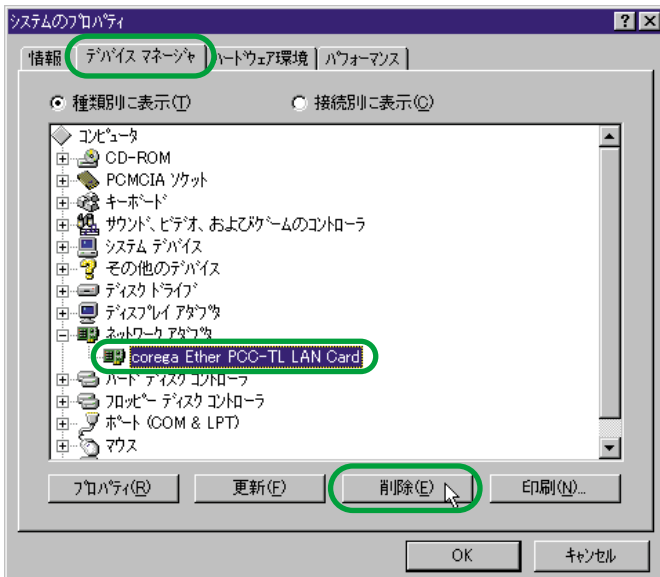 システムのプロパティ
情報 デバイス マネージャ ハードウェア環境 パフォーマンス
種類別に表示(T) 接続別に表示(C)
コンピュータ
CD-ROM
PCMCIA ソケット
キーボード
サウンド、ビデオ、およびゲームのコントローラ
システム デバイス
その他のデバイス
ディスク ドライブ
ディスプレイ アダプタ
ネットワーク アダプタ
corega Ether PCC-TL LAN Card
ハード ディスク コントローラ
フロッピー ディスク コントローラ
ポート (COM & LPT)
マウス
プロパティ(R) 更新(F) 削除(E) 印刷(N)...
OK キャンセル